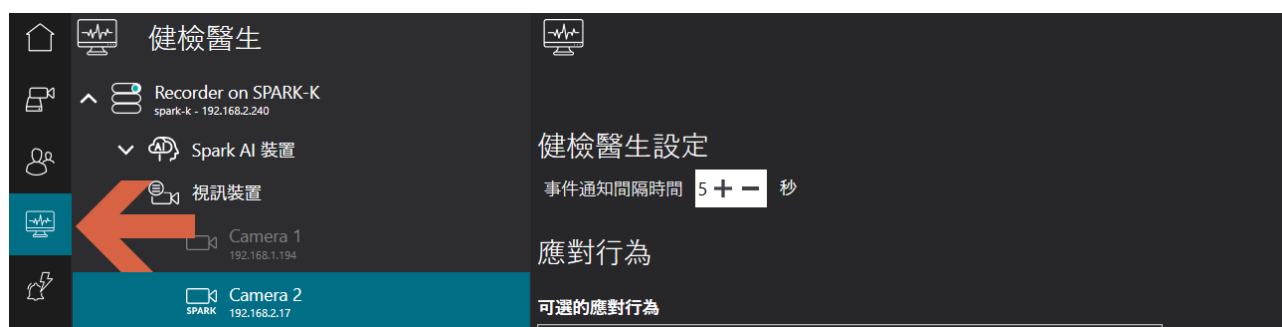 健檢醫生
Recorder on SPARK-K
spark-k - 192.168.2.240
Spark AI 裝置
視訊裝置
Camera 1
192.168.1.194
Camera 2
SPARK 192.168.2.17
健檢醫生設定
事件通知間隔時間 5 秒
應對行為
可選的應對行為